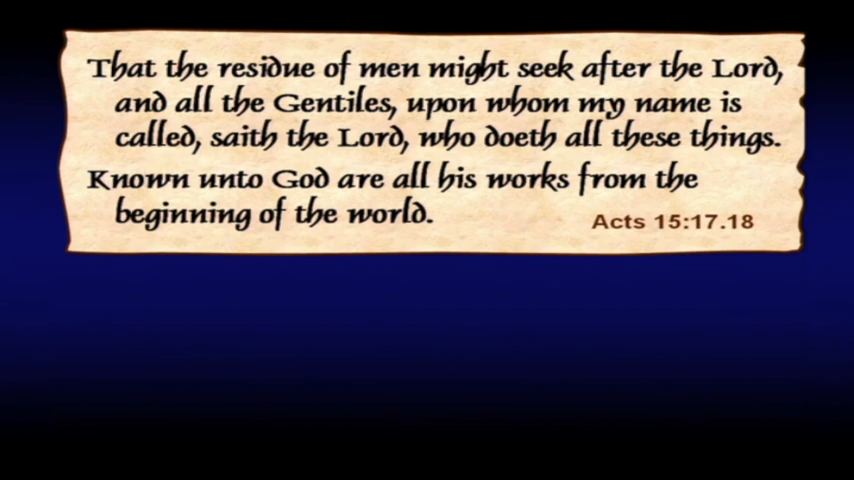 That the residue of men might seek after the Lord,
and all the Gentiles, upon whom my name is
called, saith the Lord, who doeth all these things.
Known unto God are all his works from the
beginning of the world.
Acts 15:17.18